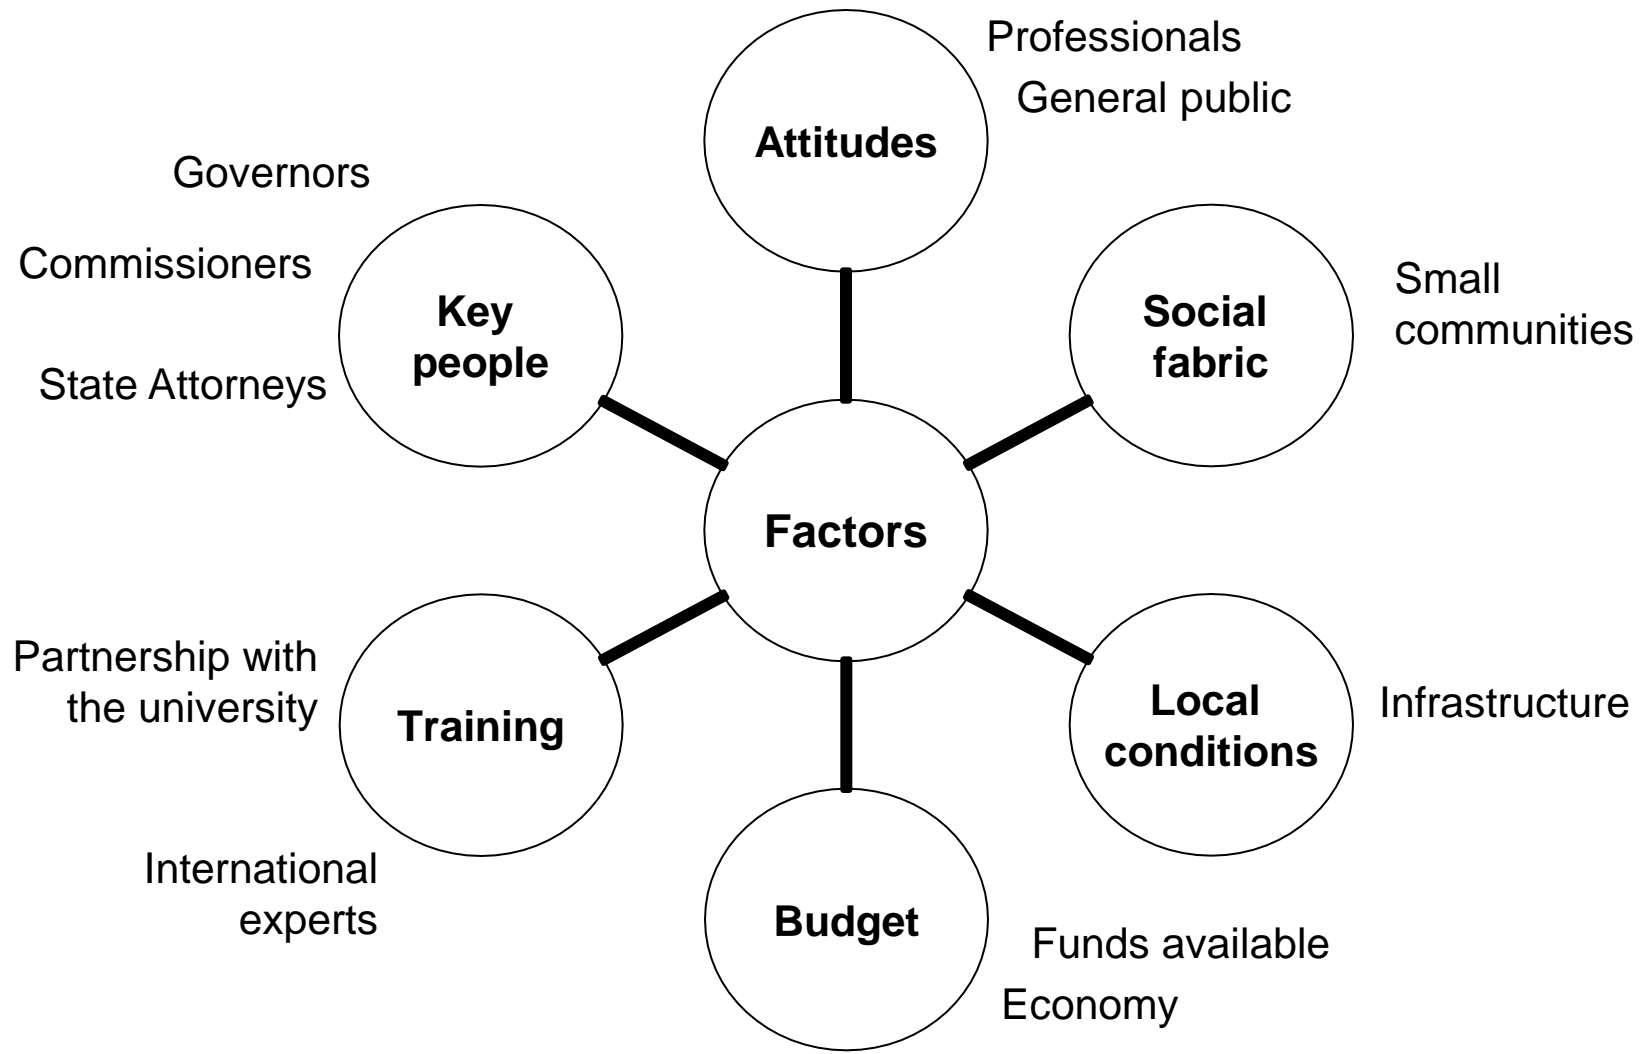 Professionals
General public
Attitudes
Governors
Commissioners
State Attorneys
Key
people
Social
fabric
Small
communities
Factors
Partnership with
the university
Training
International
experts
Local
conditions
Infrastructure
Budget
Funds available
Economy